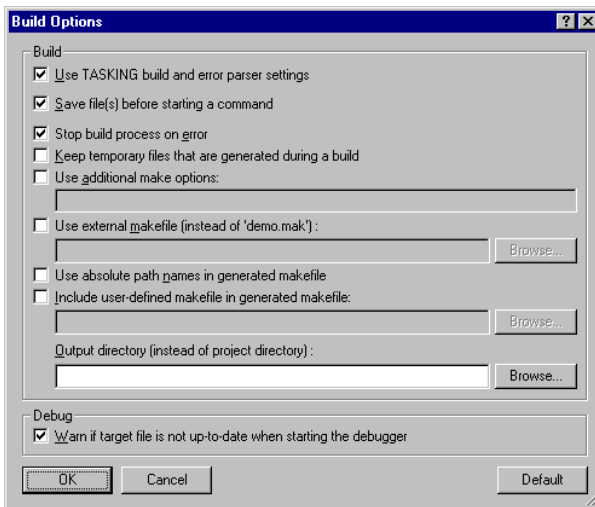 Build Options
Build
Use TASKING build and error parser settings
Save file(s) before starting a command
Stop build process on error
Keep temporary files that are generated during a build
Use additional make options:
Use external makefile (instead of 'demo.mak') :
Browse...
Use absolute path names in generated makefile
Include user-defined makefile in generated makefile:
Browse...
Output directory (instead of project directory) :
Browse...
Debug
Warn if target file is not up-to-date when starting the debugger
OK Cancel Default